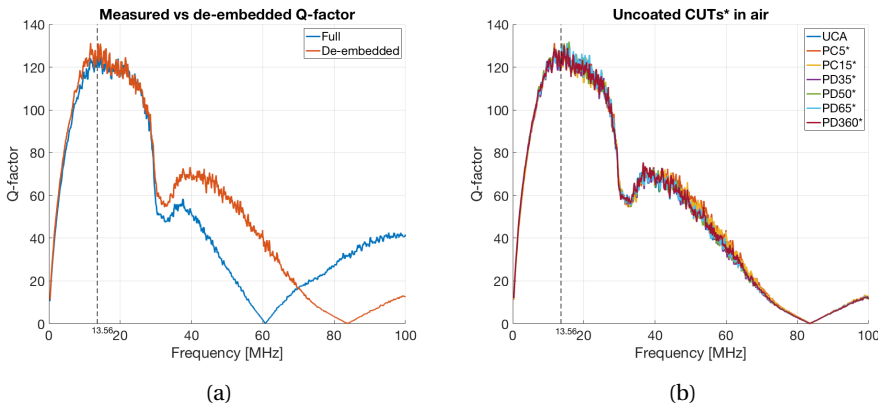 Measured vs de-embedded Q-factor
140
120
100
80
60
40
20
0
Q-factor
Full
De-embedded
0
13.56
20
40
60
80
100
Frequency [MHz]
(a)
Uncoated CUTs* in air
140
120
100
80
60
40
20
0
Q-factor
UCA
PC5*
PC15*
PD35*
PD50*
PD65*
PD360*
0
13.56
20
40
60
80
100
Frequency [MHz]
(b)